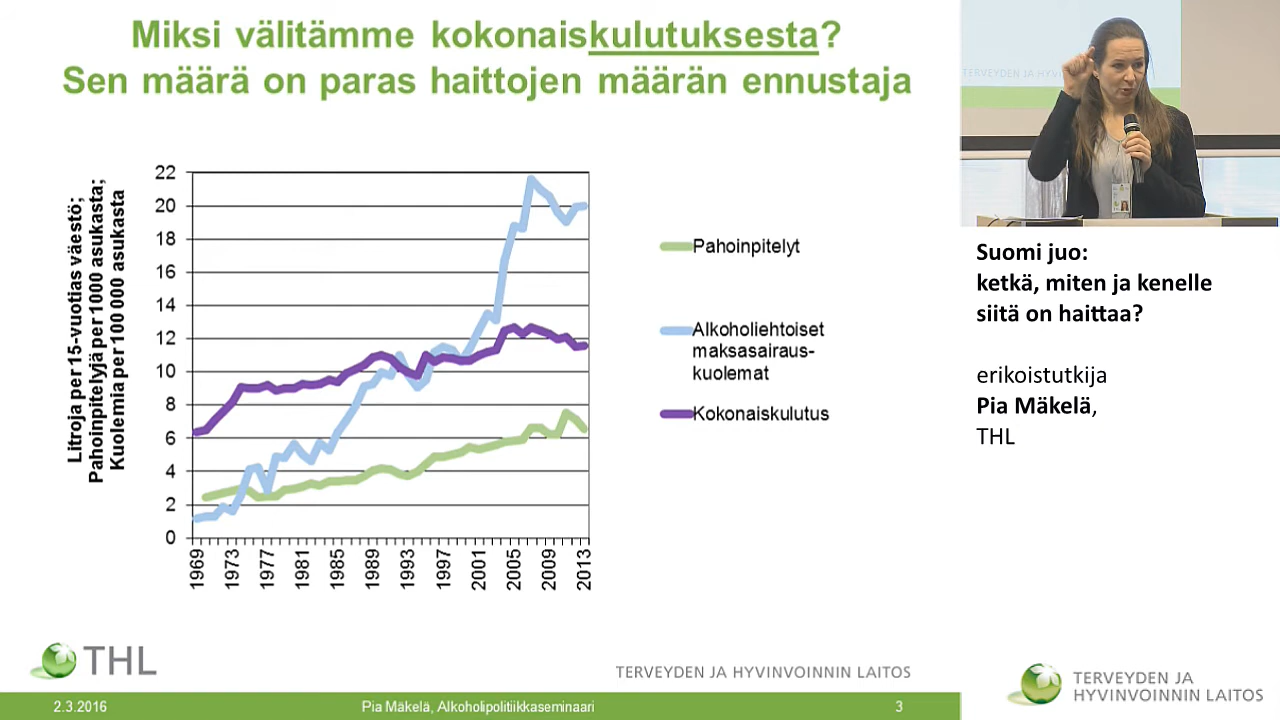 Miksi välitämme kokonaiskulutuksesta?
Sen määrä on paras haittojen määrän ennustaja
Litroja per 15-vuotias väestö;
Pahoinpitelyjä per 1000 asukasta;
Kuolemia per 100 000 asukasta
22
20
18
16
14
12
10
8
6
4
2
0
1969
1973
1977
1981
1985
1989
1993
1997
2001
2005
2009
2013
Pahoinpitelyt
Alkoholiehtoiset
maksasairaus-
kuolemat
Kokonaiskulutus
THL
TERVEYDEN JA HYVINVOINNIN LAITOS
2.3.2016
Pia Mäkelä, Alkoholipolitiikkaseminaari
3
TERVEYDEN JA HYV
Suomi juo:
ketkä, miten ja kenelle
siitä on haittaa?
erikoistutkija
Pia Mäkelä,
THL
TERVEYDEN JA
HYVINVOINNIN LAITOS